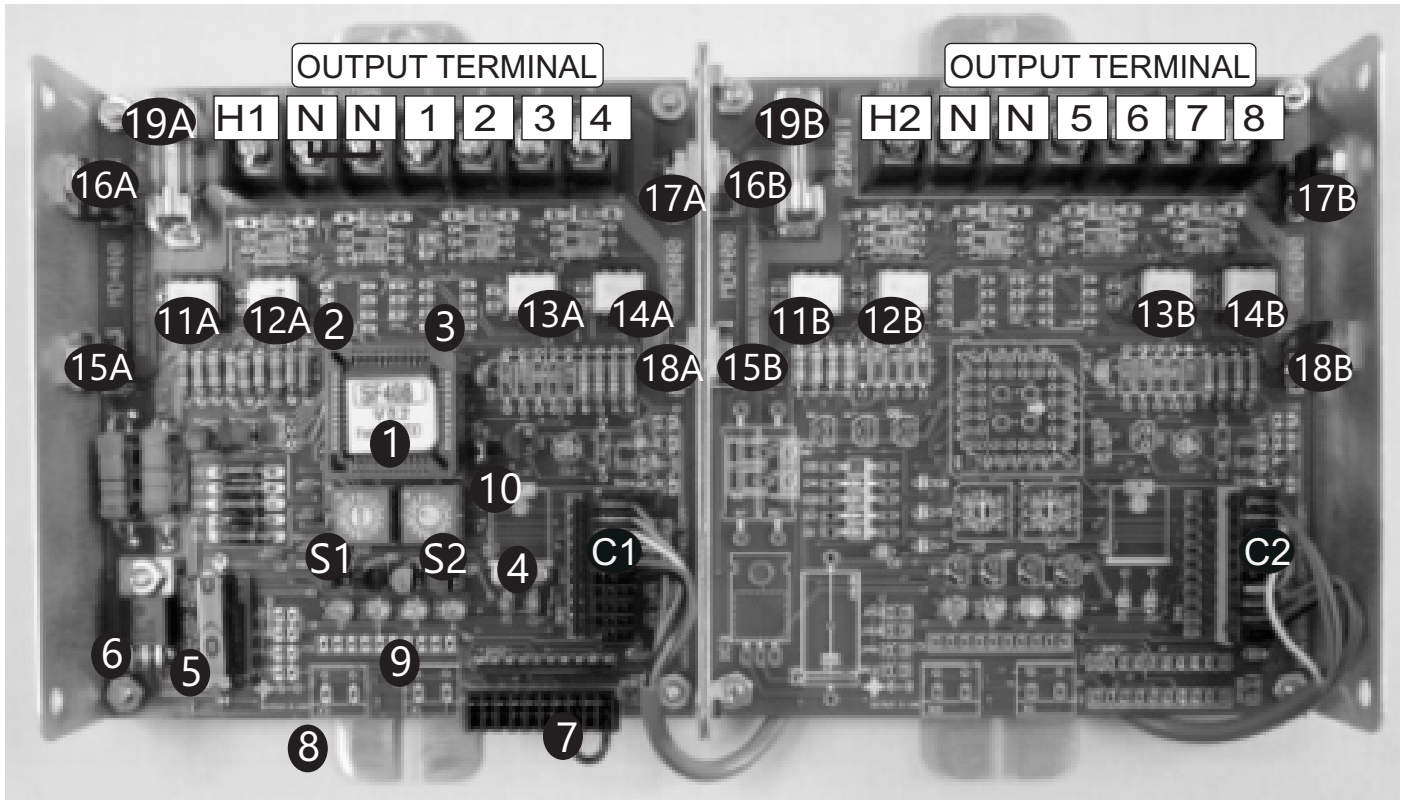 OUTPUT TERMINAL OUTPUT TERMINAL
19A H1 N N 1 2 3 4 19B H2 N N 5 6 7 8
16A 17A 16B 17B
11A 12A 2 3 13A 14A 11B 12B 13B 14B
15A 18A 15B 18B
1
10
S1 S2 4 C1 C2
6 5 9
8 7